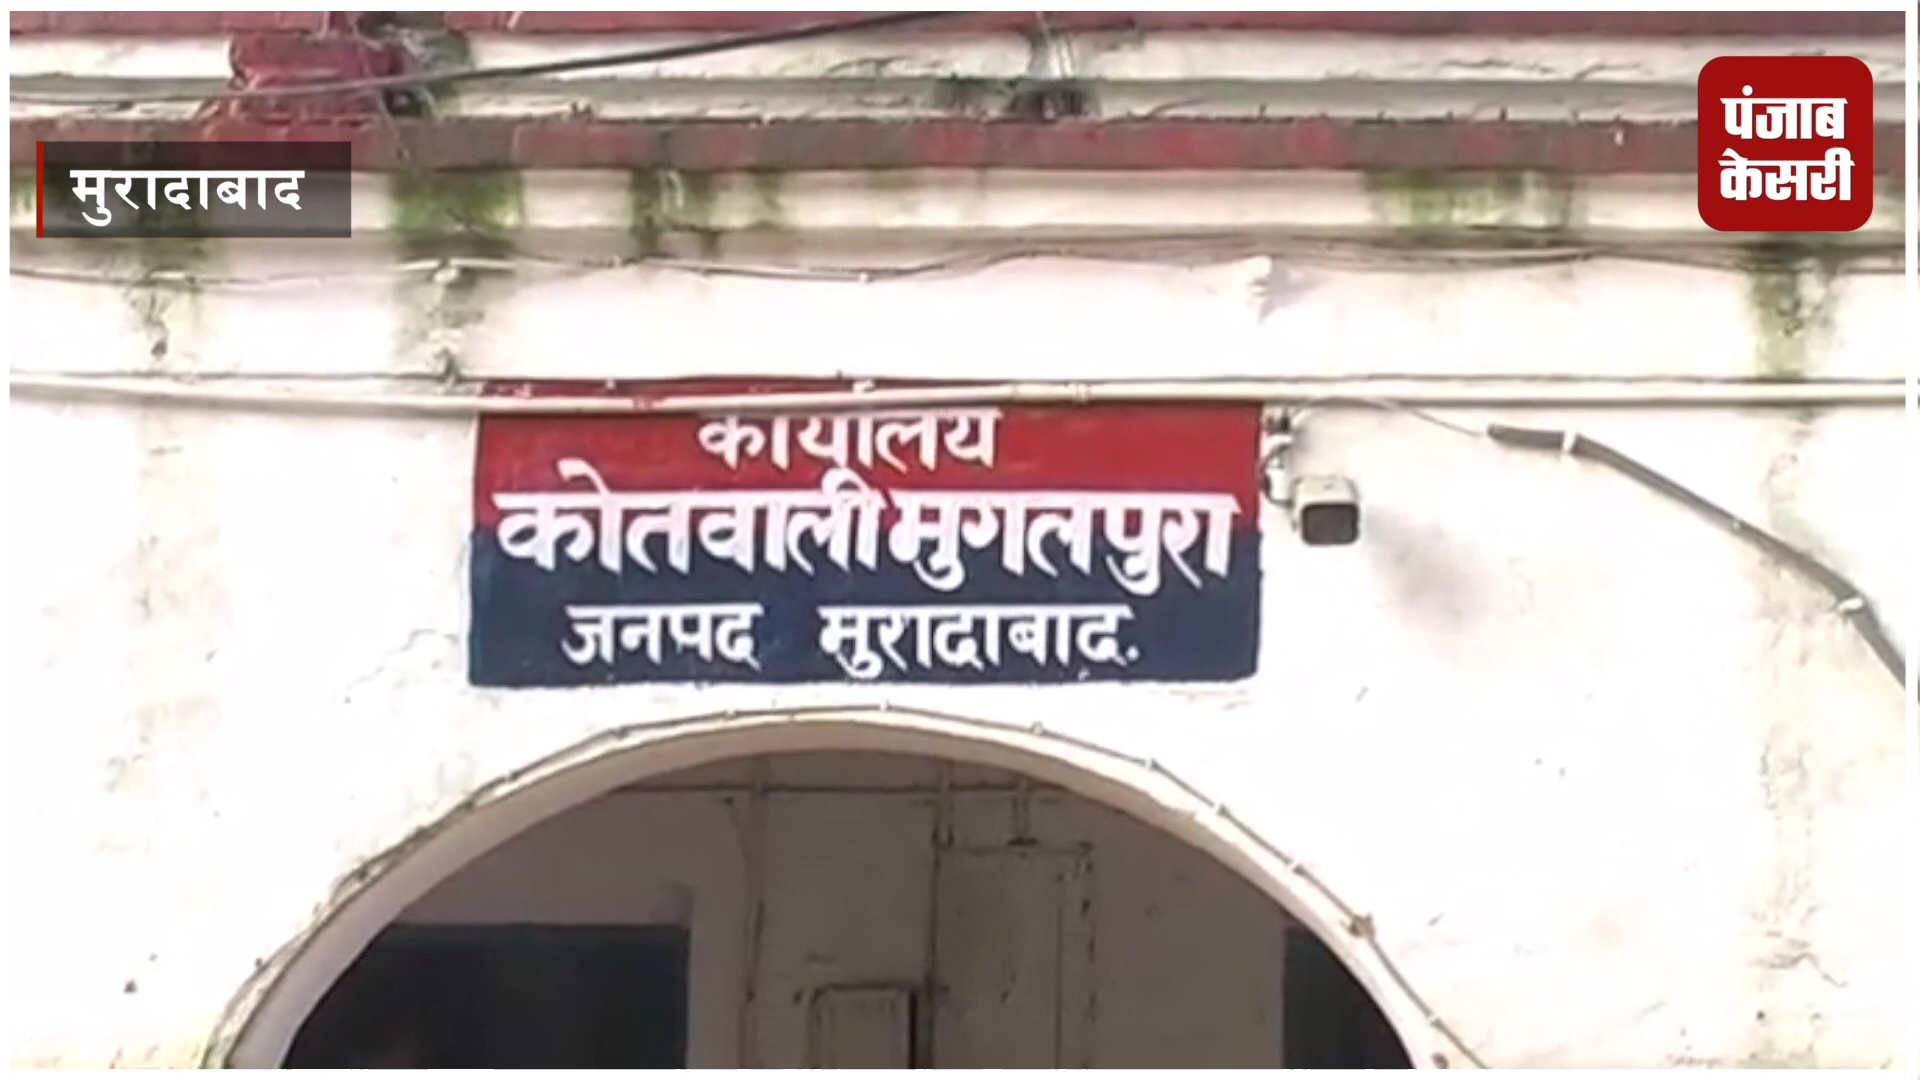 मुरादाबाद
पंजाब
केसरी
कार्यालय
कोतवाली मुगलपुरा
जनपद मुरादाबाद.